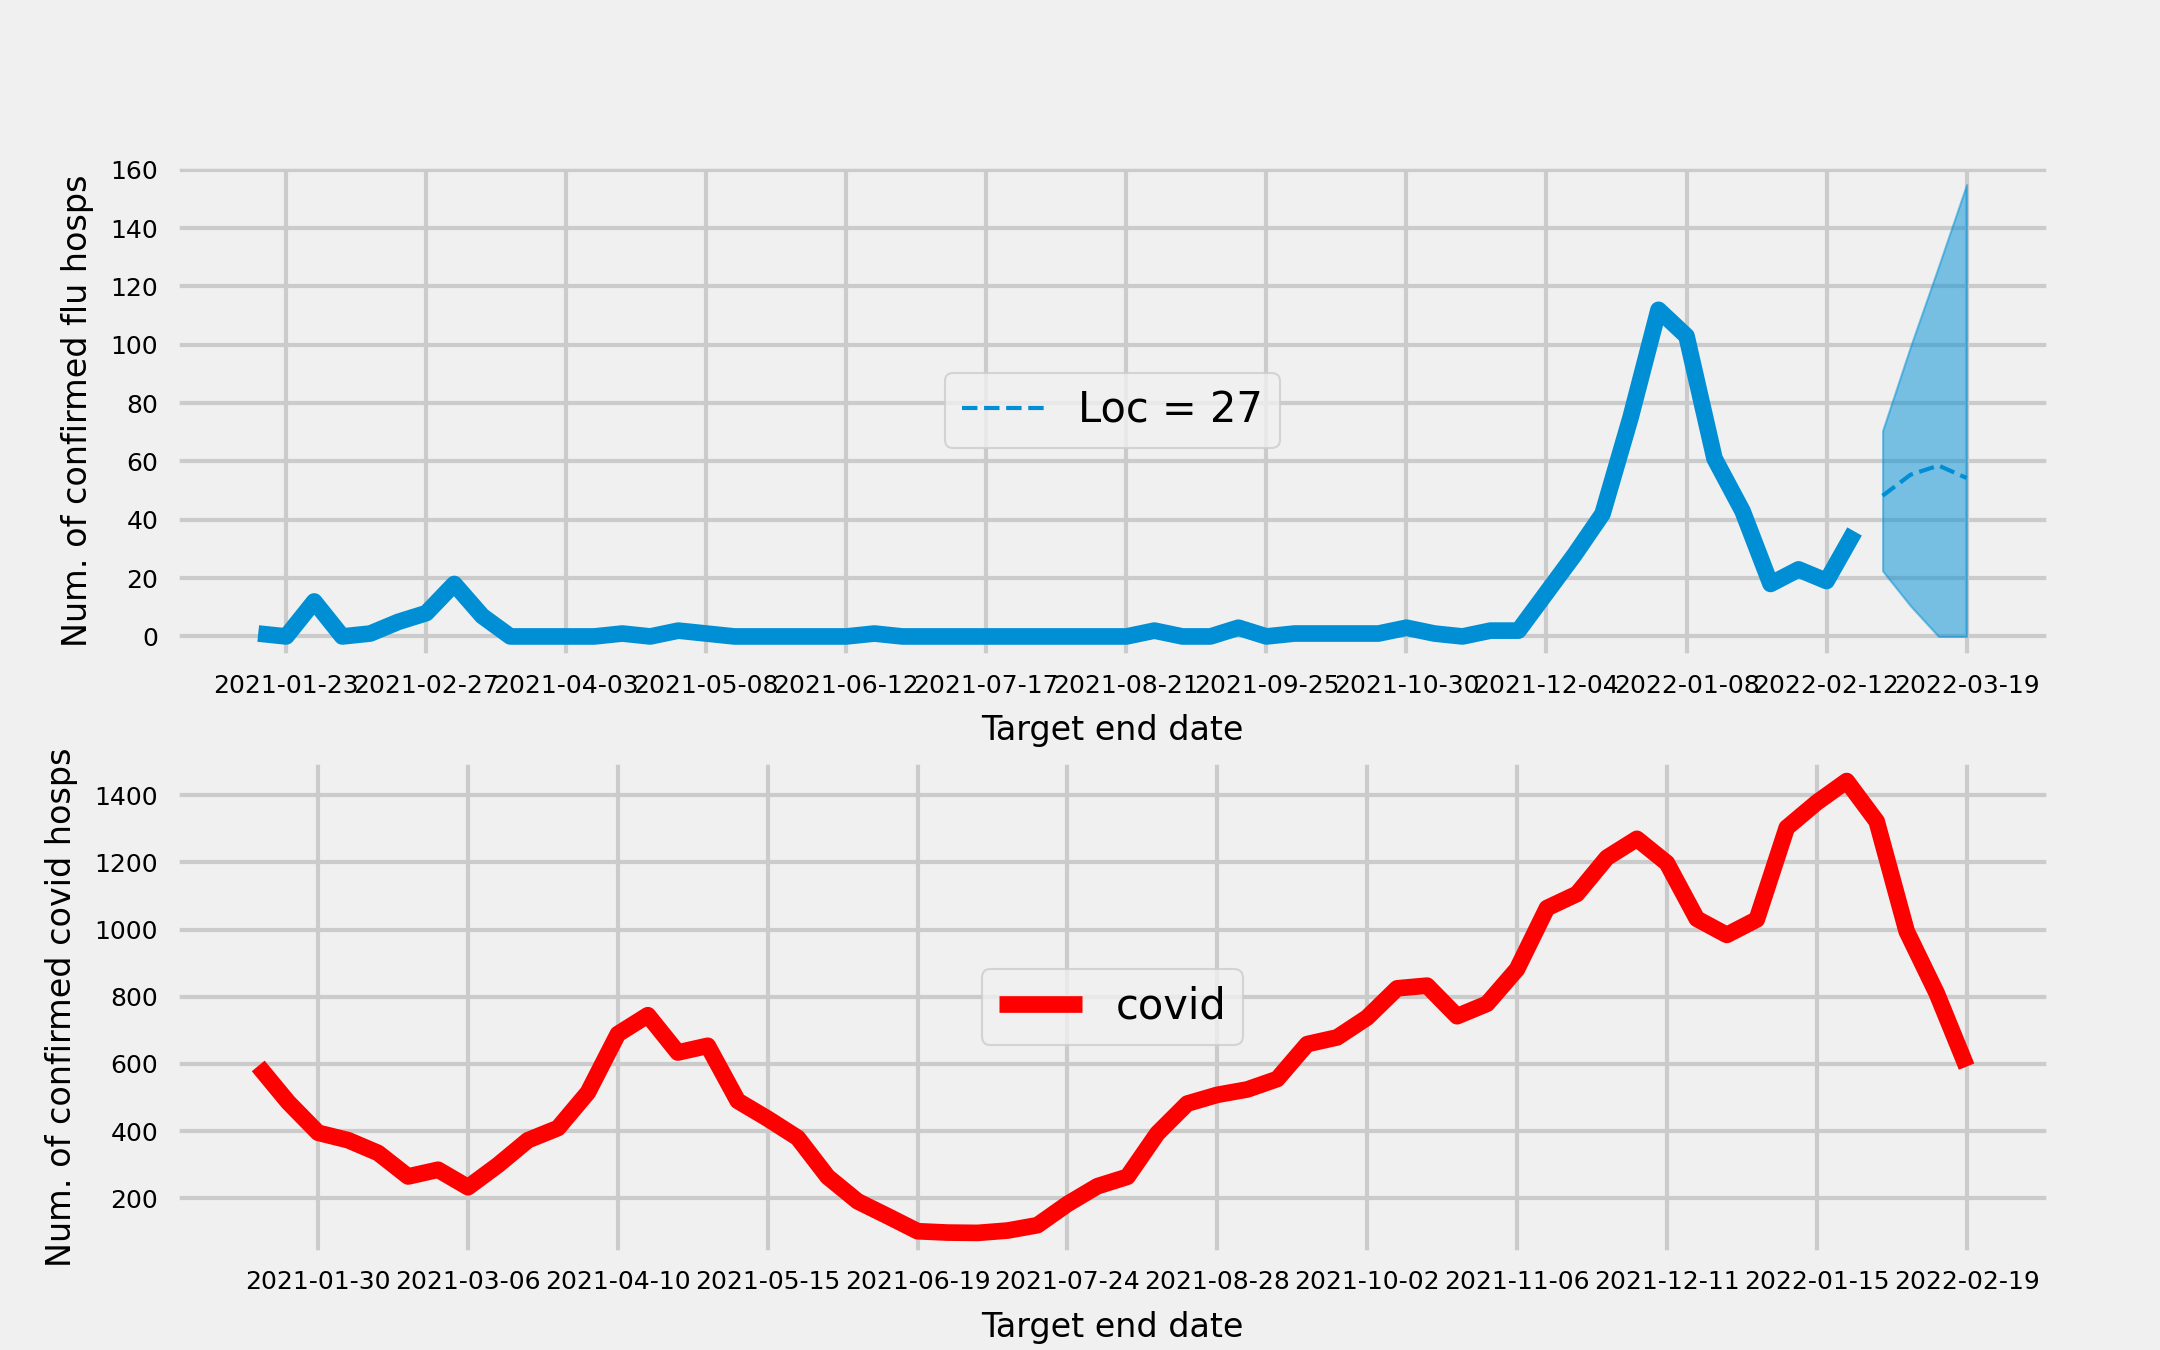 Num. of confirmed flu hosps
160
140
120
100
80
60
40
20
0
Loc = 27
2021-01-23 2021-02-27 2021-04-03 2021-05-08 2021-06-12 2021-07-17 2021-08-21 2021-09-25 2021-10-30 2021-12-04 2022-01-08 2022-02-12 2022-03-19
Target end date
Num. of confirmed covid hosps
1400
1200
1000
800
600
400
200
covid
2021-01-30 2021-03-06 2021-04-10 2021-05-15 2021-06-19 2021-07-24 2021-08-28 2021-10-02 2021-11-06 2021-12-11 2022-01-15 2022-02-19
Target end date